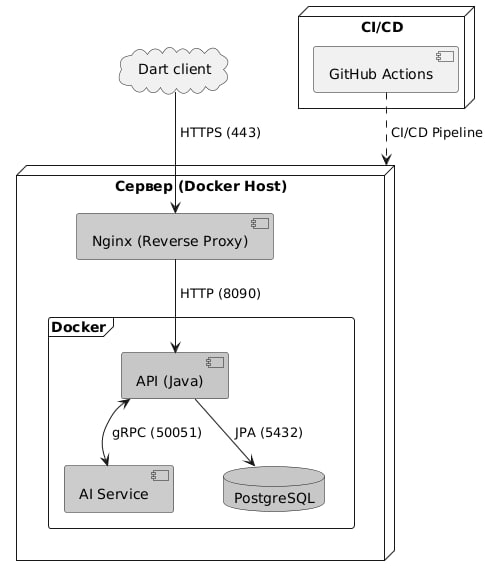 CI/CD
GitHub Actions
Dart client
HTTPS (443)
CI/CD Pipeline
Сервер (Docker Host)
Nginx (Reverse Proxy)
HTTP (8090)
Docker
API (Java)
gRPC (50051)
JPA (5432)
AI Service
PostgreSQL